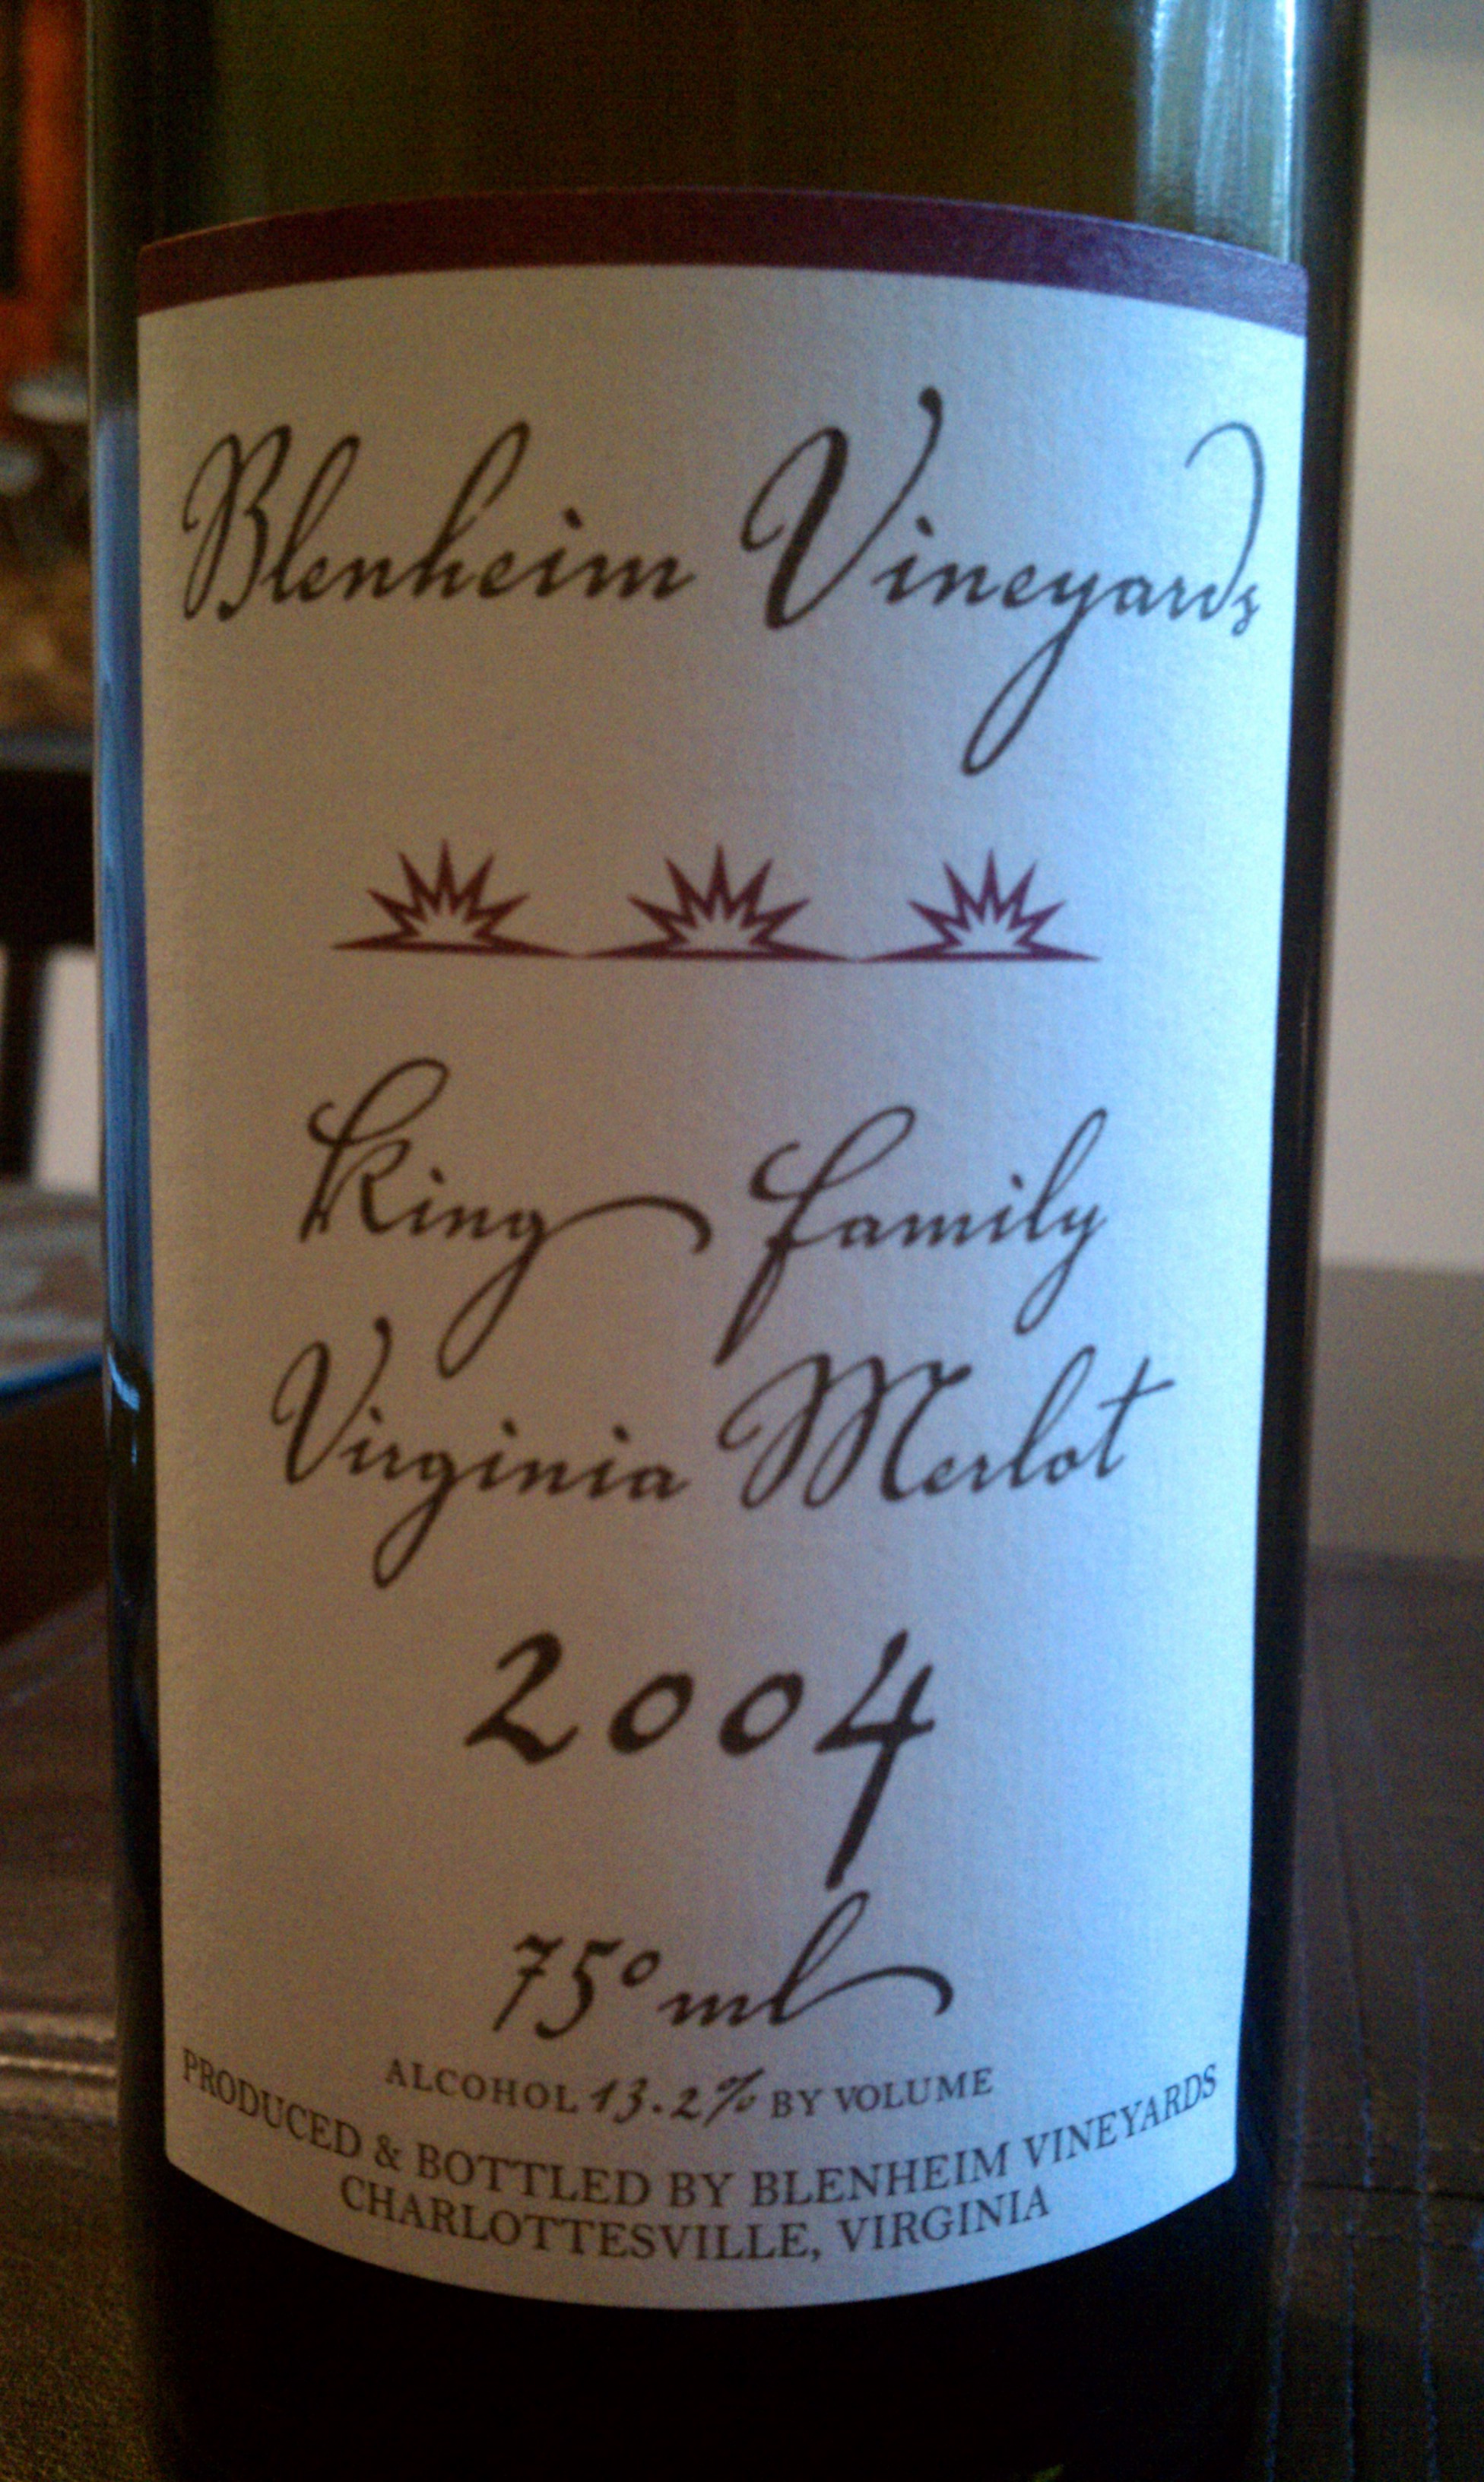 Blenheim Vineyards
King Family
Virginia Merlot
2004
750 ml
ALCOHOL 13.2% BY VOLUME
PRODUCED & BOTTLED BY BLENHEIM VINEYARDS
CHARLOTTESVILLE, VIRGINIA